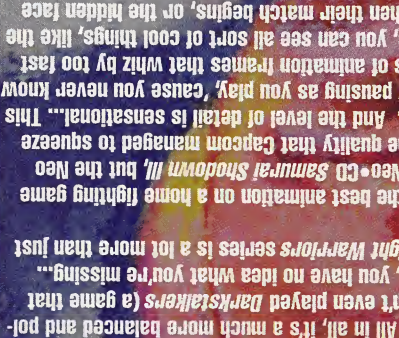 All in all, it's a much more balanced and pol-
n't even played Darkstalkers (a game that
, you have no idea what you're missing...
ght Warriors series is a lot more than just
the best animation on a home fighting game
Neo•CD Samurai Shodown III, but the Neo
e quality that Capcom managed to squeeze
. And the level of detail is sensational... This
pausing as you play, 'cause you never know
s of animation frames that whiz by too fast
, you can see all sort of cool things, like the
hen their match begins, or the hidden face